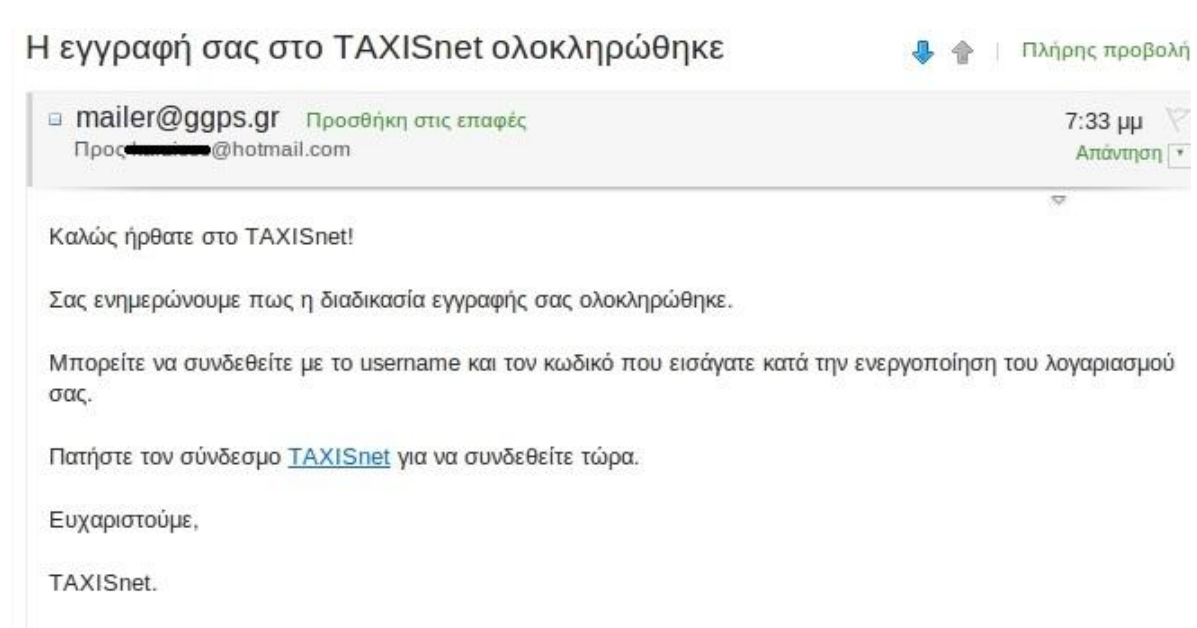 Η εγγραφή σας στο TAXISnet ολοκληρώθηκε
Πλήρης προβολή
mailer@ggps.gr Προσθήκη στις επαφές
7:33 μμ
Προς @hotmail.com
Απάντηση
Καλώς ήρθατε στο TAXISnet!
Σας ενημερώνουμε πως η διαδικασία εγγραφής σας ολοκληρώθηκε.
Μπορείτε να συνδεθείτε με το username και τον κωδικό που εισάγατε κατά την ενεργοποίηση του λογαριασμού
σας.
Πατήστε τον σύνδεσμο TAXISnet για να συνδεθείτε τώρα.
Ευχαριστούμε,
TAXISnet.